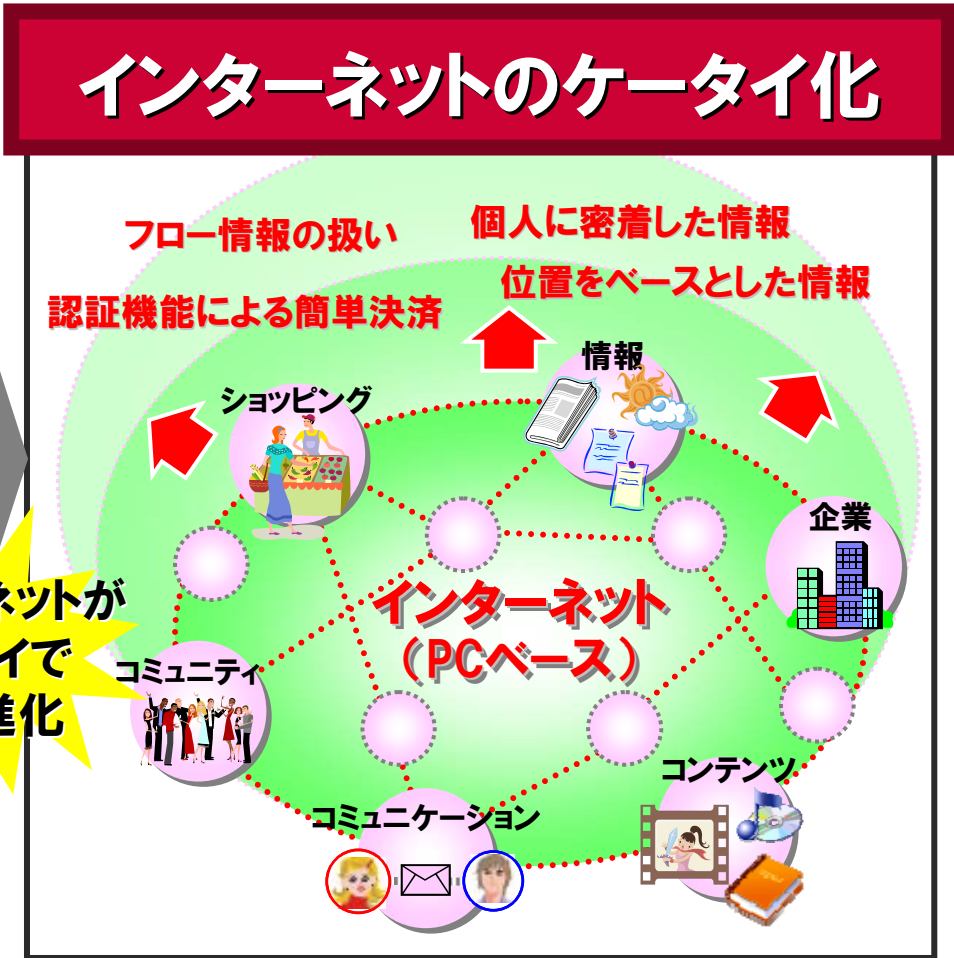 インターネットのケータイ化
フロー情報の扱い
個人に密着した情報
位置をベースとした情報
認証機能による簡単決済
情報
ショッピング
企業
インターネット
（PCベース）
ネットが
イで
進化
コミュニティ
コンテンツ
コミュニケーション